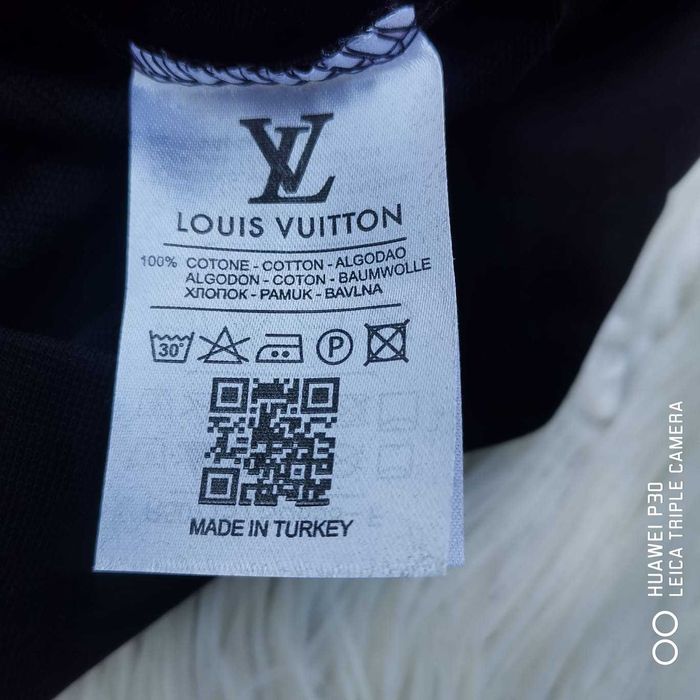 LV
LOUIS VUITTON
100% COTONE - COTTON - ALGODAO
ALGODON - COTON - BAUMWOLLE
ХЛОПОК - PAMUK - BAVLNA
30°
P
MADE IN TURKEY
HUAWEI P30
LEICA TRIPLE CAMERA